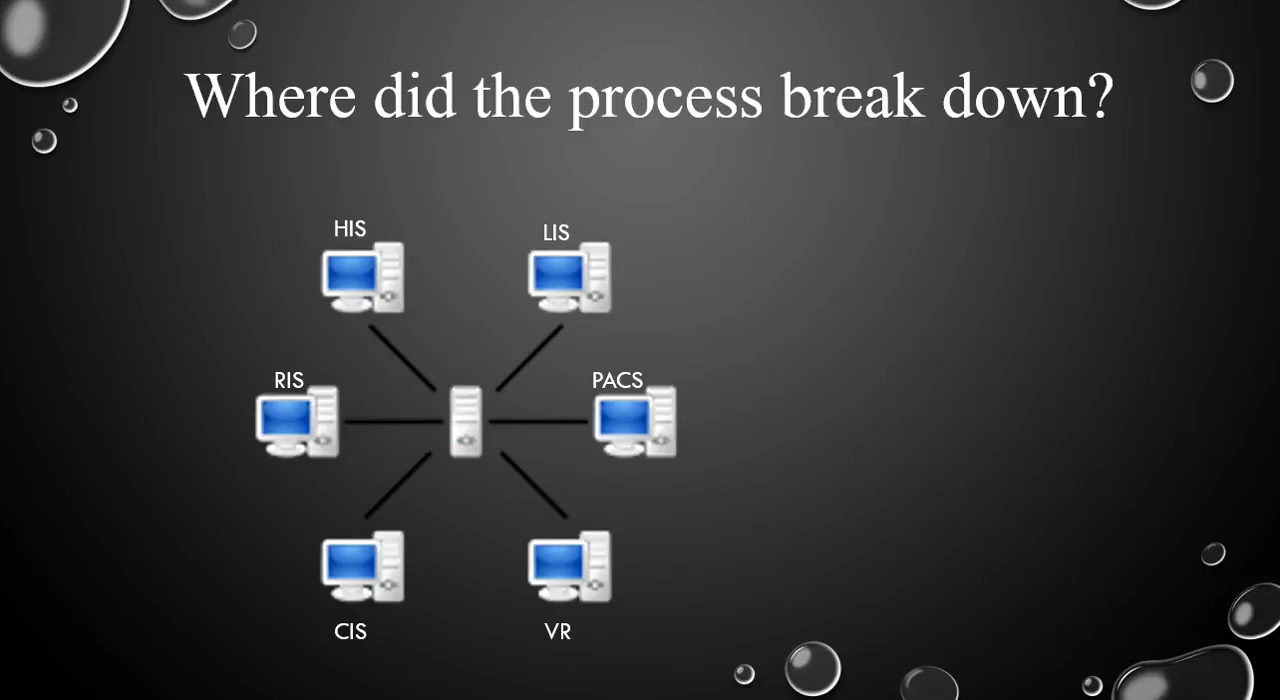 Where did the process break down?
HIS
LIS
RIS
PACS
CIS
VR